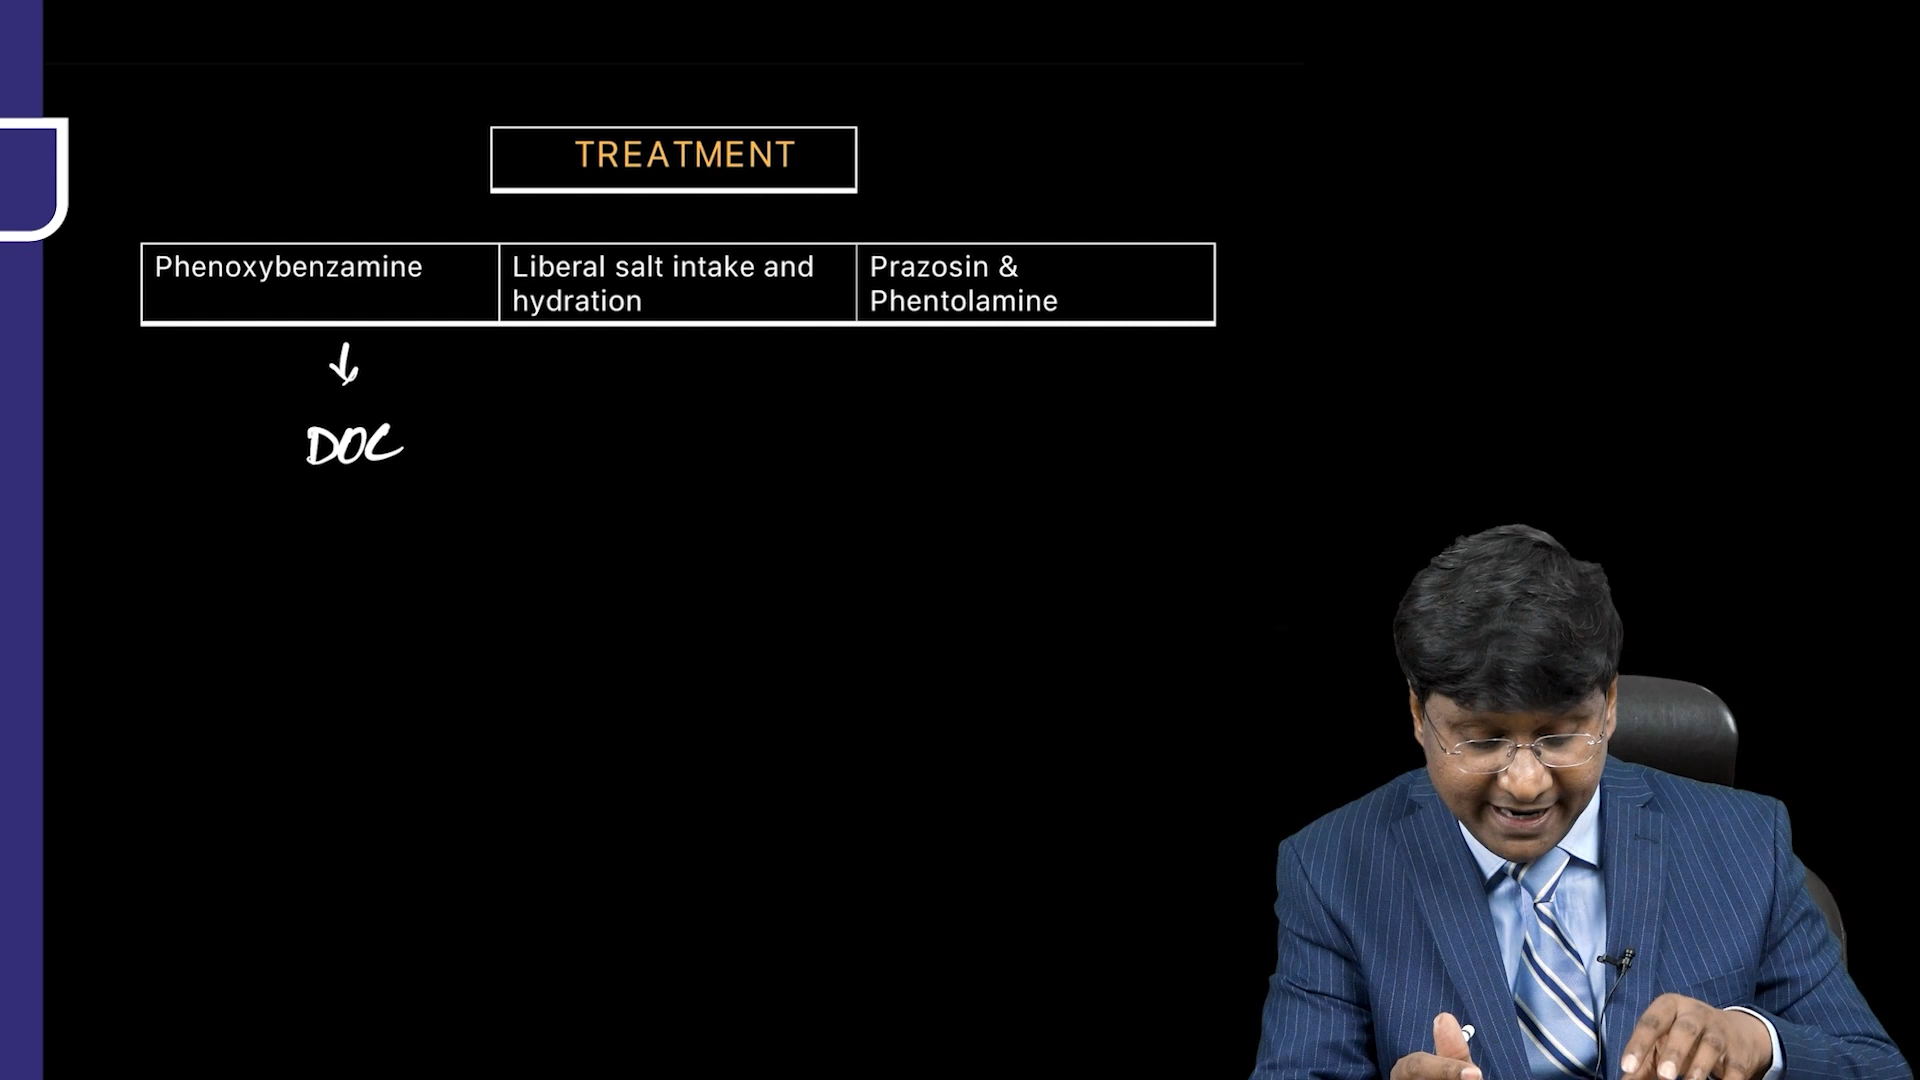 TREATMENT
Phenoxybenzamine
Liberal salt intake and
hydration
Prazosin &
Phentolamine
DOC